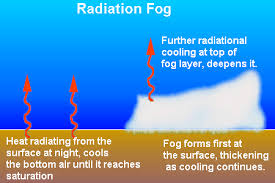 Radiation Fog
Further radiational
cooling at top of
fog layer, deepens it.
Heat radiating from the
surface at night, cools
the bottom air until it reaches
saturation
Fog forms first at
the surface, thickening
as cooling continues.